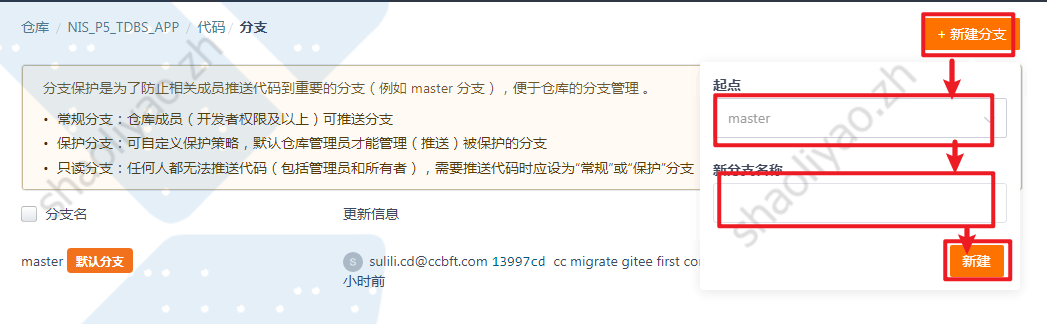 仓库 / NIS_P5_TDBS_APP / 代码 / 分支
+ 新建分支
分支保护是为了防止相关成员推送代码到重要的分支（例如 master 分支），便于仓库的分支管理 。
• 常规分支：仓库成员（开发者权限及以上）可推送分支
• 保护分支：可自定义保护策略，默认仓库管理员才能管理（推送）被保护的分支
• 只读分支：任何人都无法推送代码（包括管理员和所有者），需要推送代码时应设为“常规”或“保护”分支
起点
master
新分支名称
新建
分支名 更新信息
master 默认分支 S sulili.cd@ccbft.com 13997cd cc migrate gitee first
小时前
shaoliyao.zh
shaoliyao.zh